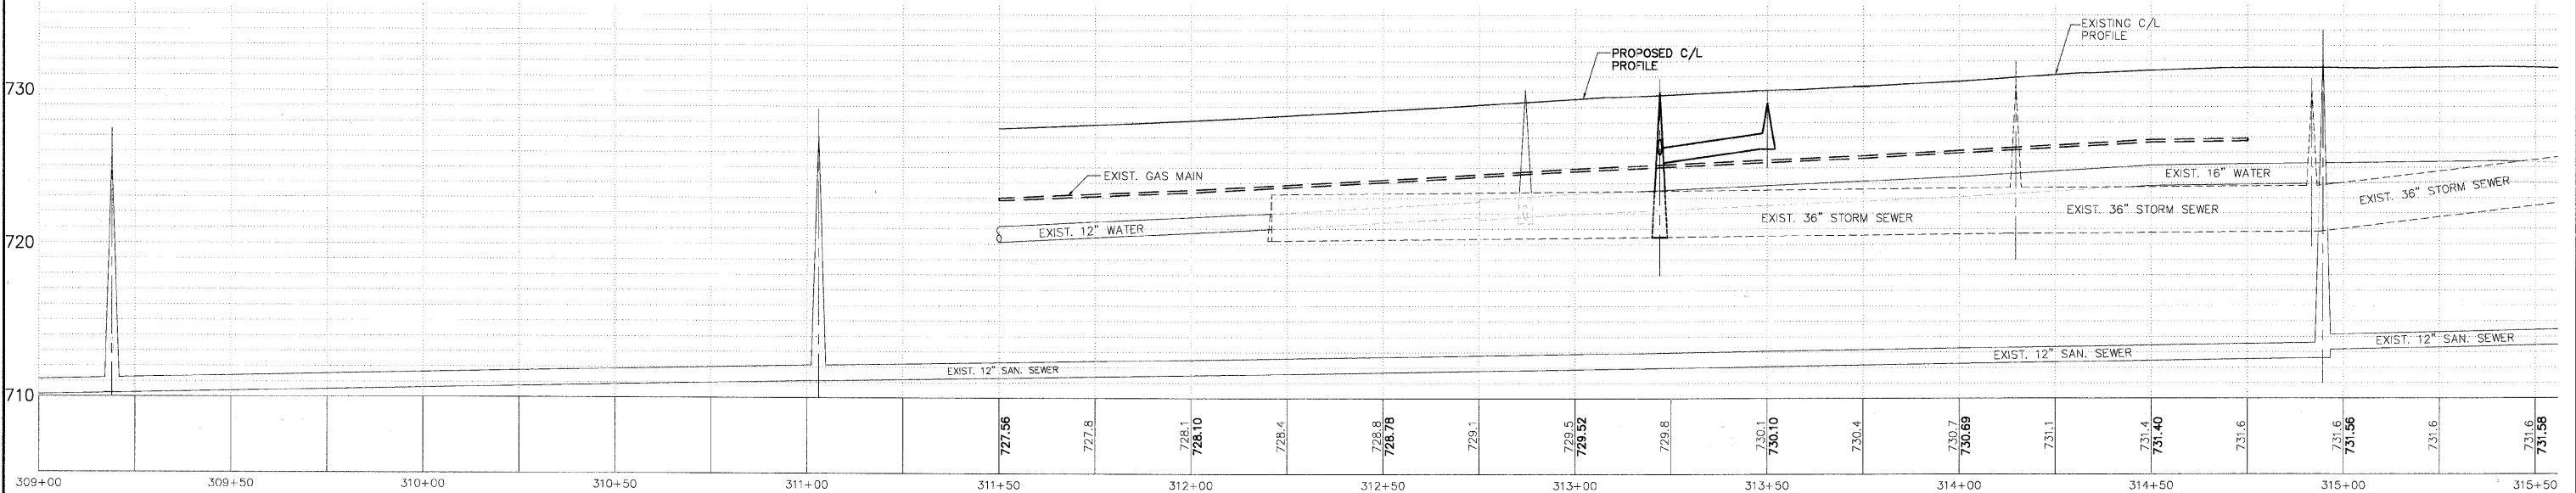 EXISTING C/L
PROFILE
PROPOSED C/L
PROFILE
730
EXIST. GAS MAIN
EXIST. 16" WATER
EXIST. 36" STORM SEWER
EXIST. 36" STORM SEWER
EXIST. 36" STORM SEWER
EXIST. 12" WATER
720
EXIST. 12" SAN. SEWER
EXIST. 12" SAN. SEWER
EXIST. 12" SAN. SEWER
710
727.56
727.8
728.1
728.10
728.4
728.8
728.78
729.1
729.5
729.52
729.8
730.1
730.10
730.4
730.7
730.69
731.1
731.4
731.40
731.6
731.6
731.56
731.6
731.6
731.58
309+00 309+50 310+00 310+50 311+00 311+50 312+00 312+50 313+00 313+50 314+00 314+50 315+00 315+50